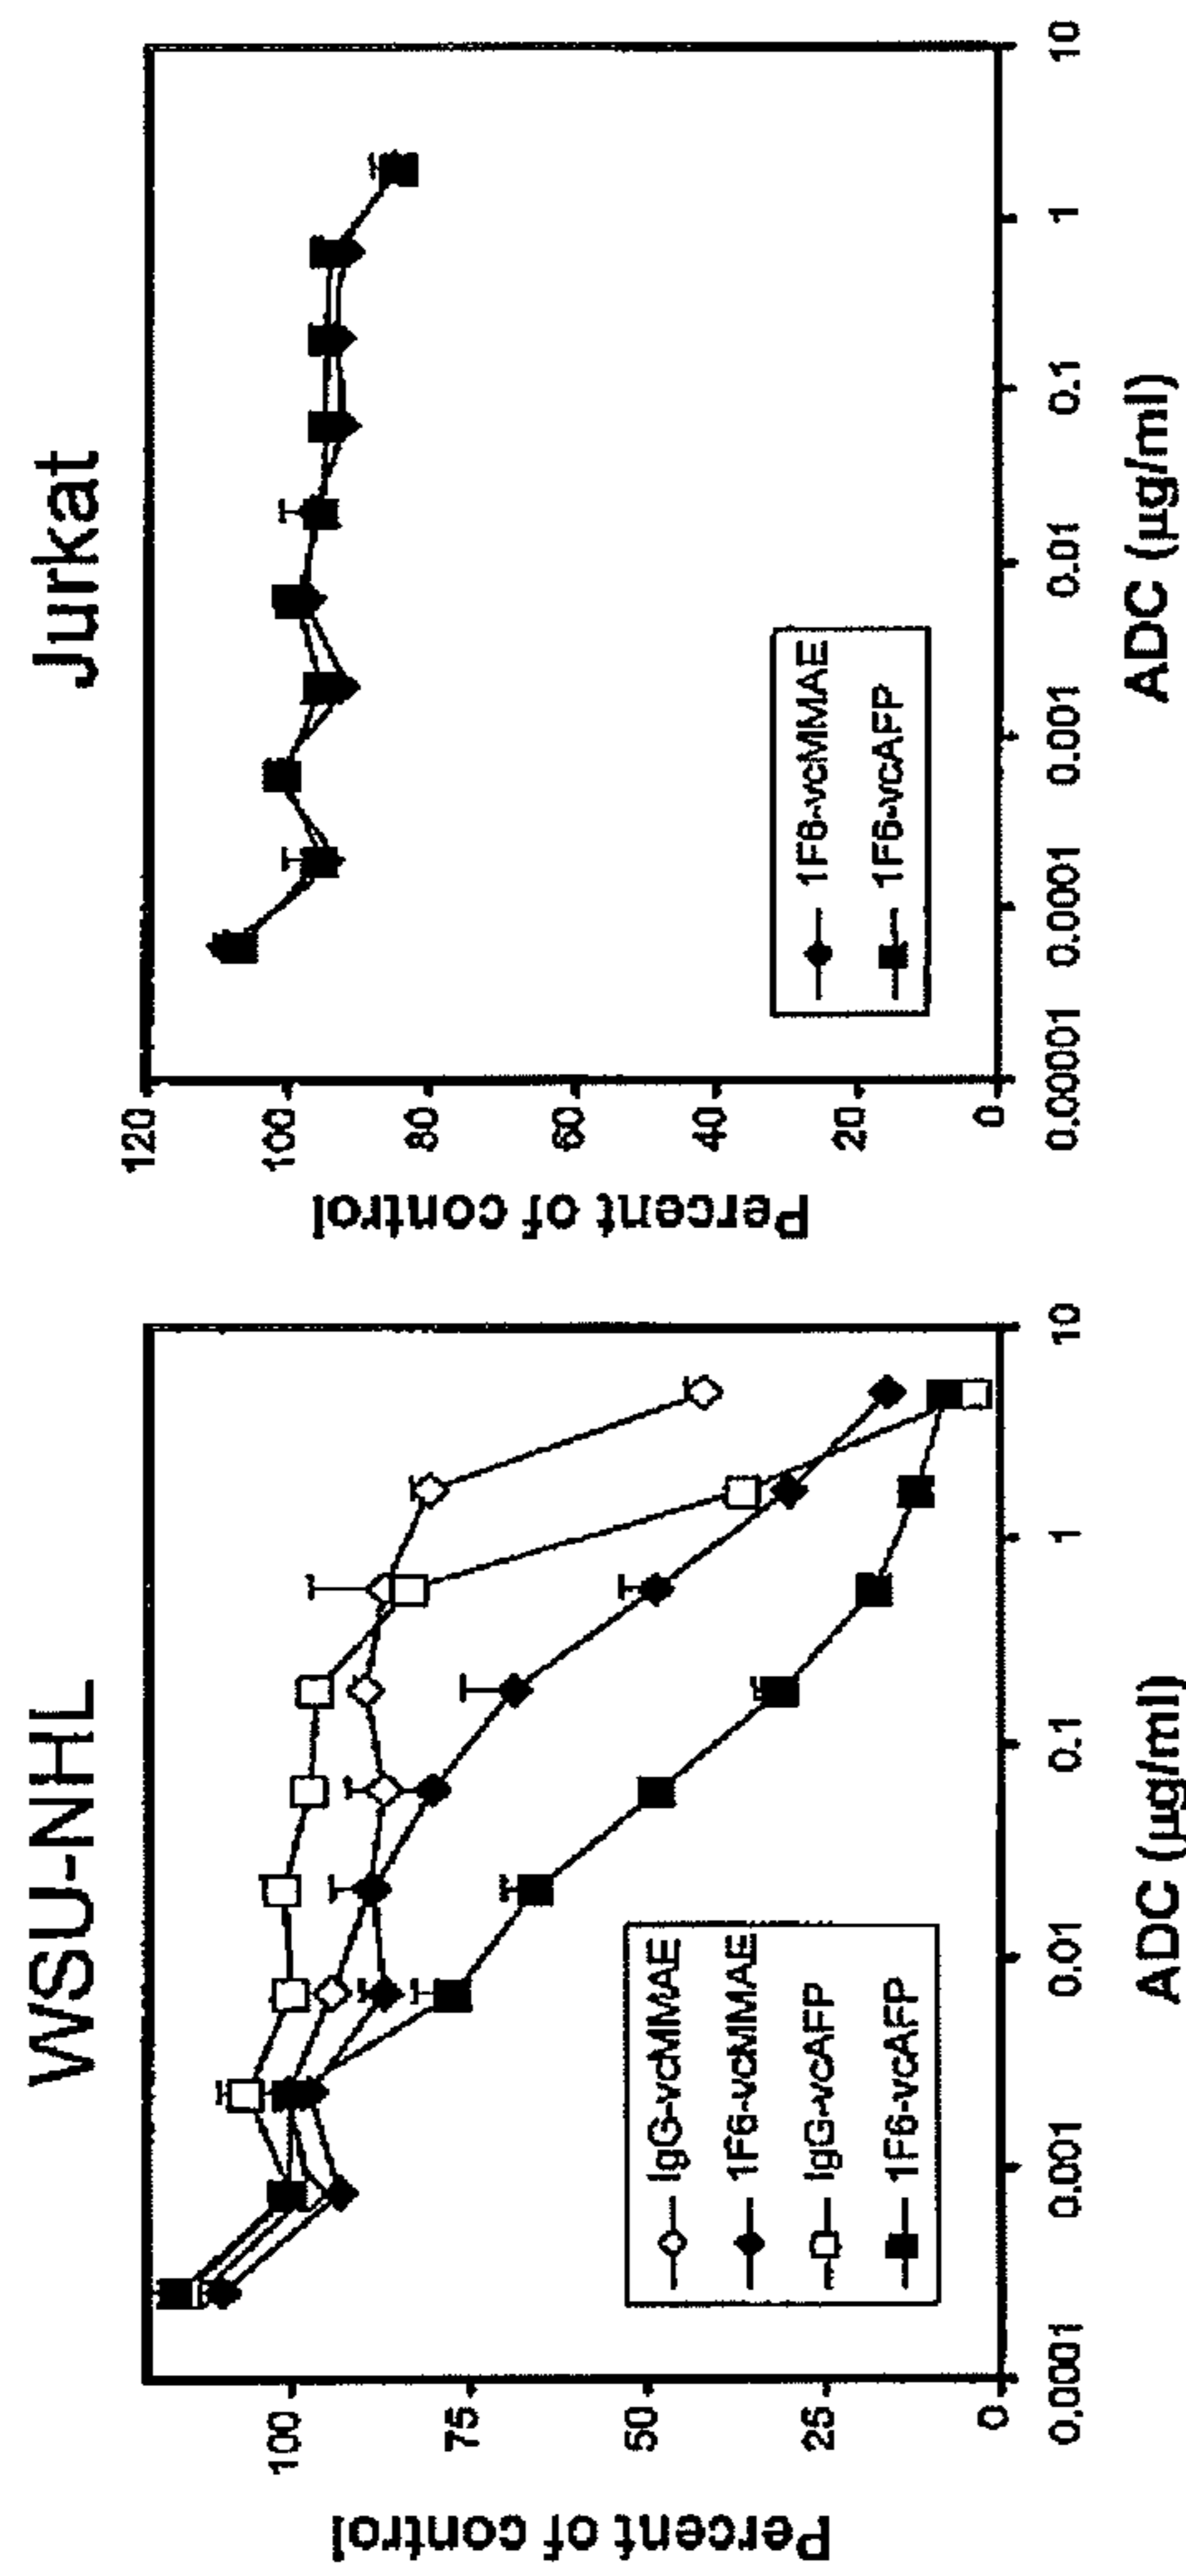 WSU-NHL
Percent of control
100
75
50
25
0
0.0001
0.001
0.01
0.1
1
10
ADC (µg/ml)
IgG-vcMMAE
1F6-vcMMAE
IgG-vcAFP
1F6-vcAFP
Jurkat
Percent of control
120
100
80
60
40
20
0
0.00001
0.0001
0.001
0.01
0.1
1
10
ADC (µg/ml)
1F6-vcMMAE
1F6-vcAFP